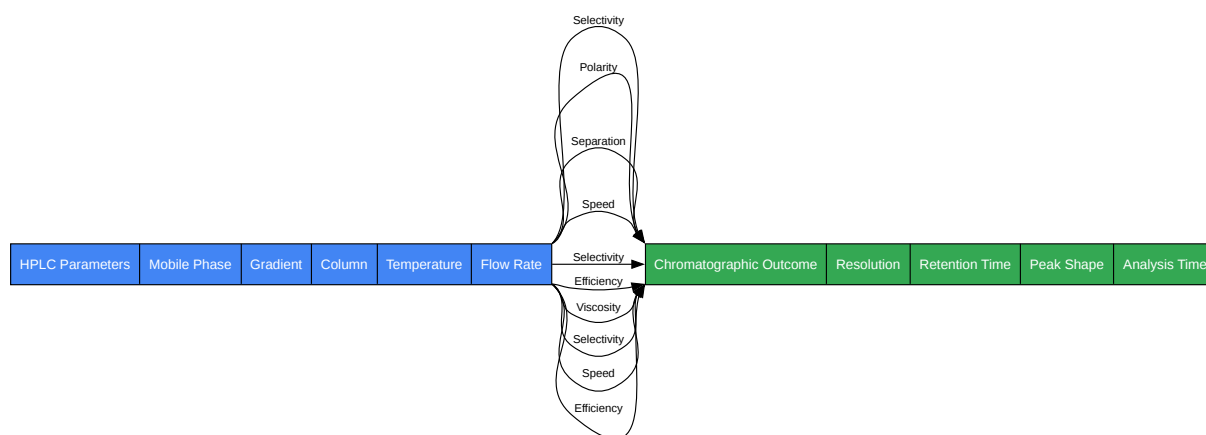 Selectivity
Polarity
Separation
Speed
HPLC Parameters Mobile Phase Gradient Column Temperature Flow Rate Selectivity Chromatographic Outcome Resolution Retention Time Peak Shape Analysis Time
Efficiency
Viscosity
Selectivity
Speed
Efficiency